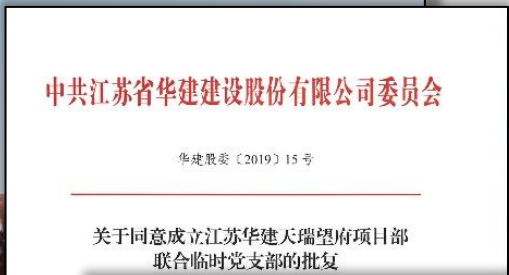 中共江苏省华建建设股份有限公司委员会
华建股委〔2019〕15 号
关于同意成立江苏华建天瑞望府项目部
联合临时党支部的批复